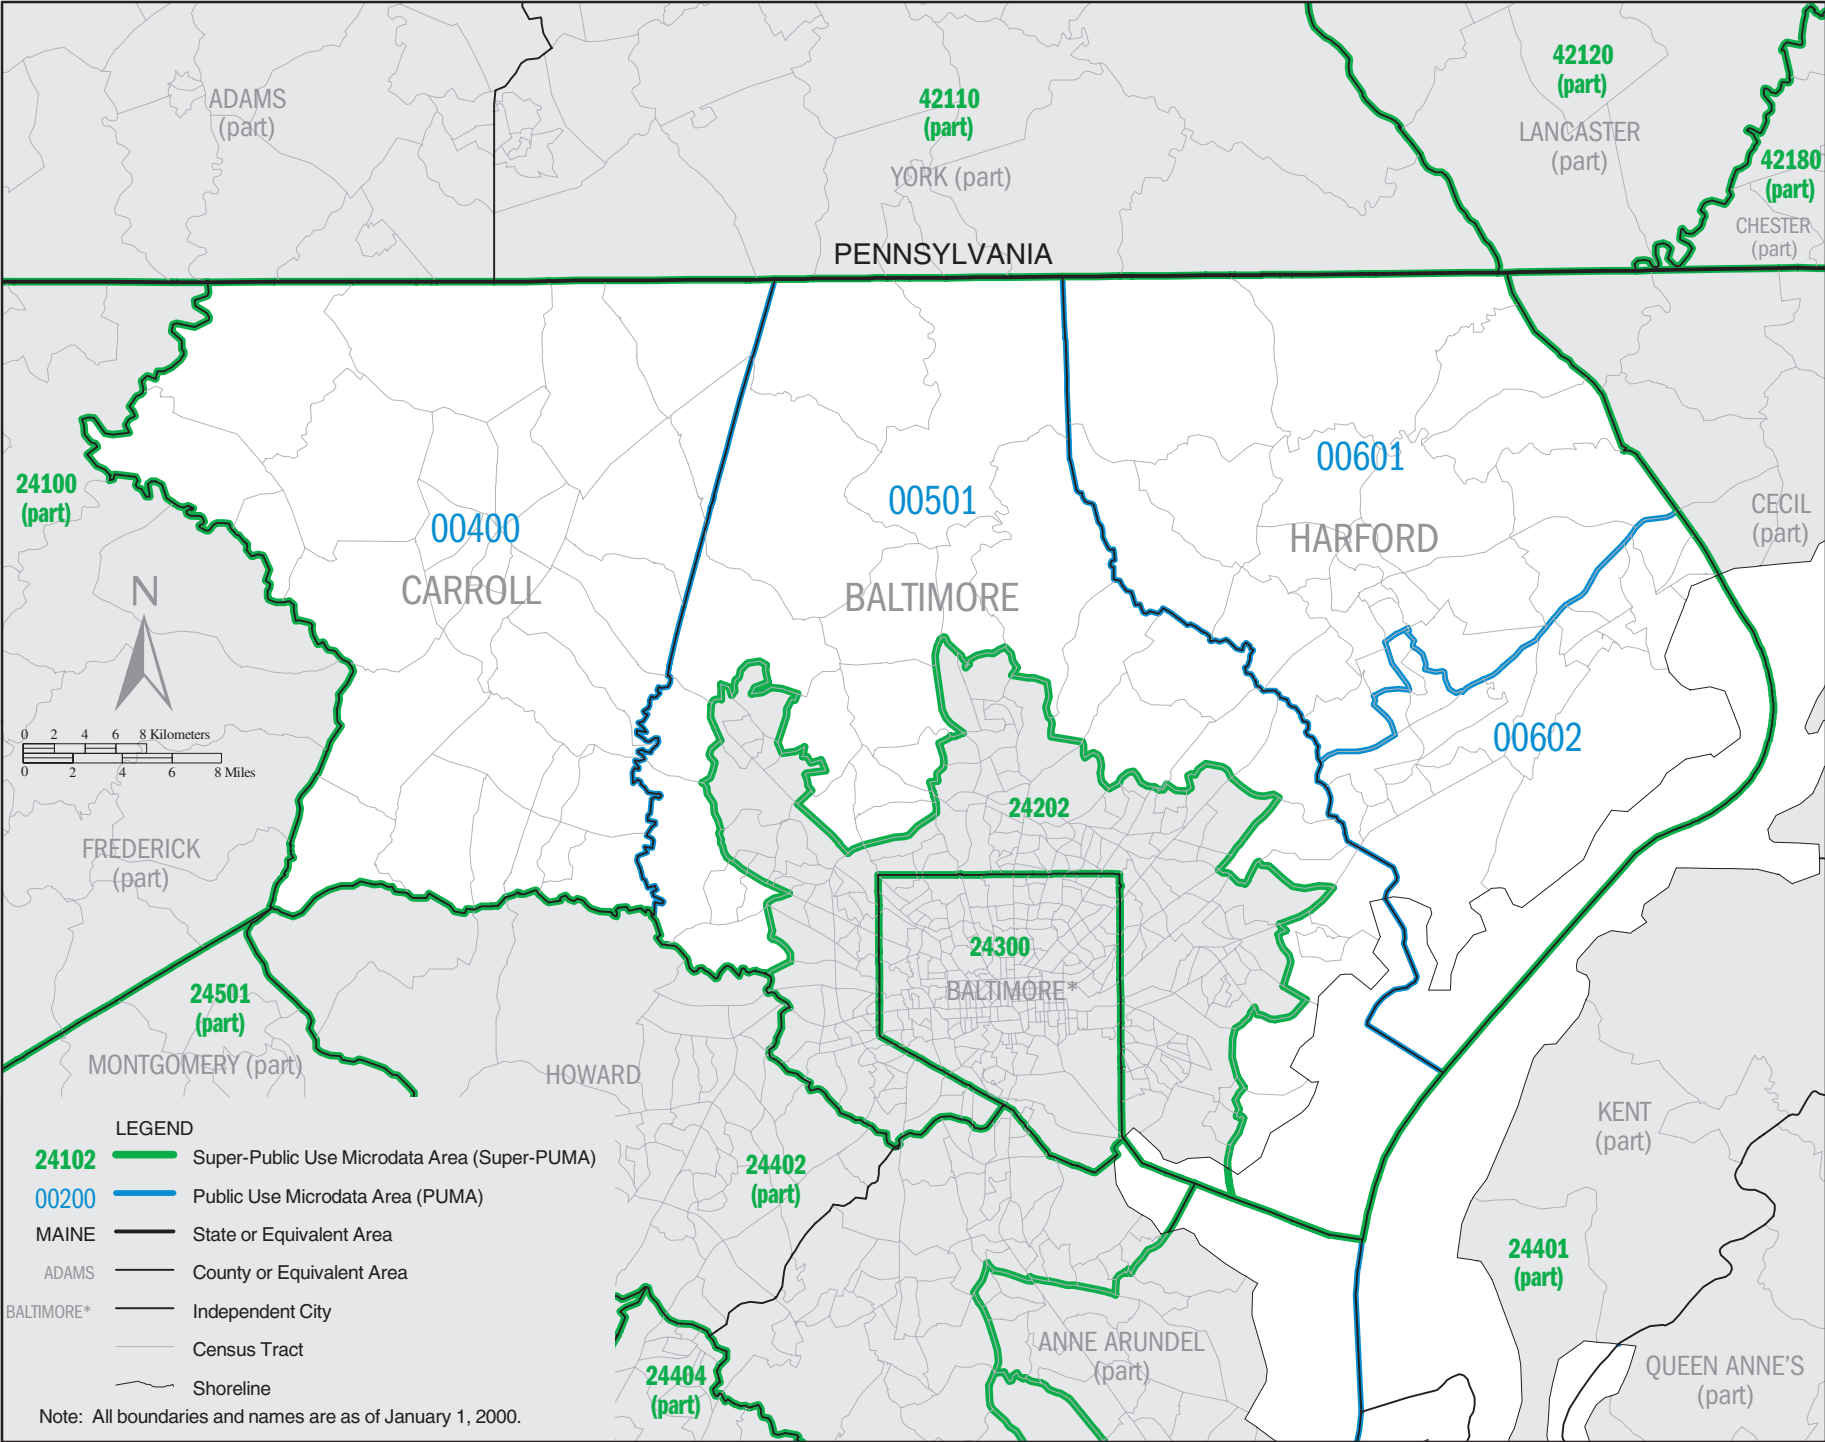 ADAMS
(part)
42110
(part)
YORK (part)
42120
(part)
LANCASTER
(part)
42180
(part)
CHESTER
(part)
PENNSYLVANIA
24100
(part)
00400
CARROLL
00501
BALTIMORE
00601
HARFORD
CECIL
(part)
N
0 2 4 6 8 Kilometers
0 2 4 6 8 Miles
00602
24202
FREDERICK
(part)
24300
BALTIMORE*
24501
(part)
MONTGOMERY (part)
HOWARD
KENT
(part)
24402
(part)
24401
(part)
ANNE ARUNDEL
(part)
QUEEN ANNE'S
(part)
24404
(part)
LEGEND
24102 Super-Public Use Microdata Area (Super-PUMA)
00200 Public Use Microdata Area (PUMA)
MAINE State or Equivalent Area
ADAMS County or Equivalent Area
BALTIMORE* Independent City
Census Tract
Shoreline
Note: All boundaries and names are as of January 1, 2000.